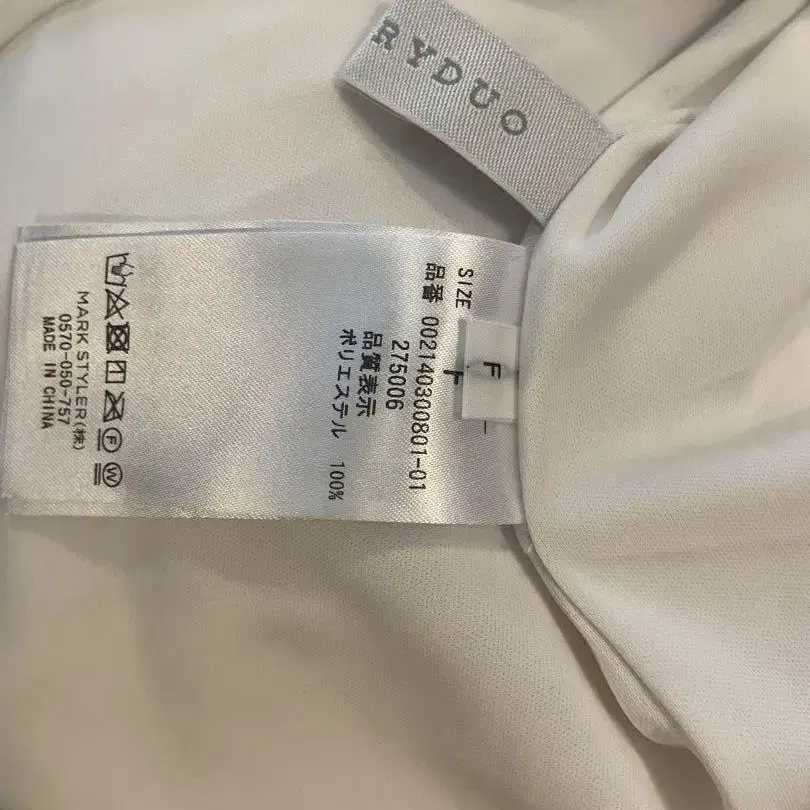 RYDUO
SIZE
F
品番 002140300801-01
275006
品質表示
ポリエステル 100%
F
W
MARK STYLER(株)
0570-050-757
MADE IN CHINA